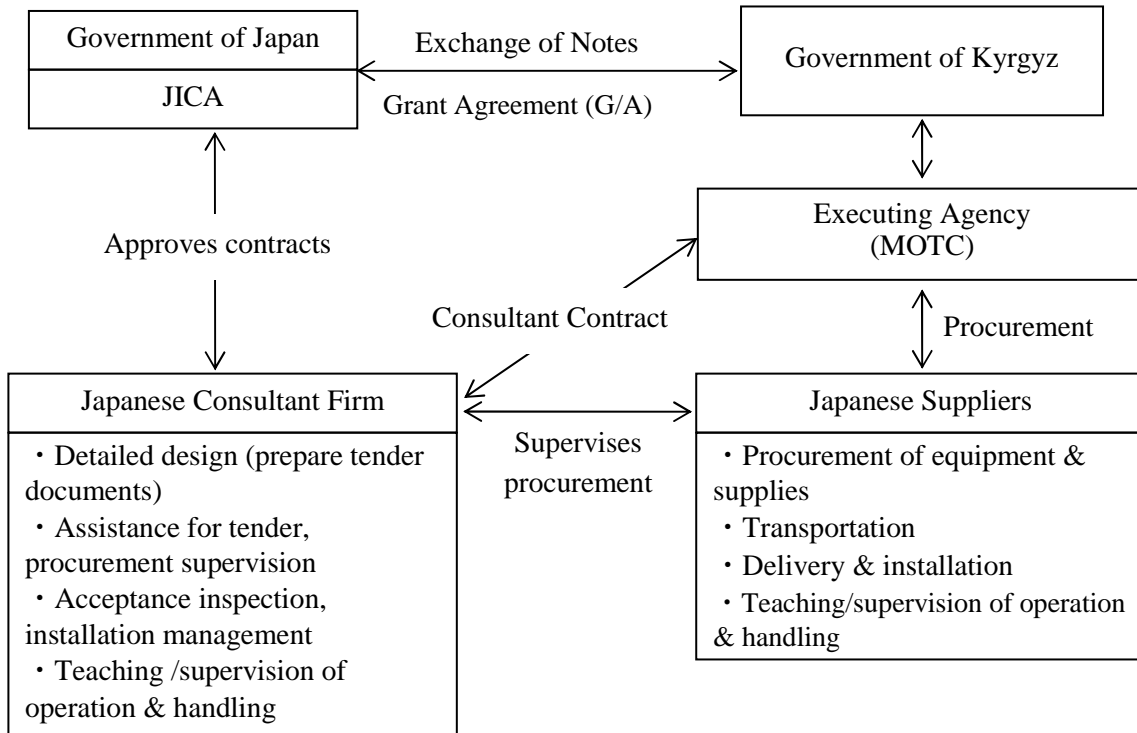 Government of Japan
JICA
Exchange of Notes
Grant Agreement (G/A)
Government of Kyrgyz
Executing Agency
(MOTC)
Approves contracts
Consultant Contract
Procurement
Japanese Consultant Firm
・Detailed design (prepare tender
documents)
・Assistance for tender,
procurement supervision
・Acceptance inspection,
installation management
・Teaching /supervision of
operation & handling
Supervises
procurement
Japanese Suppliers
・Procurement of equipment &
supplies
・Transportation
・Delivery & installation
・Teaching/supervision of operation
& handling